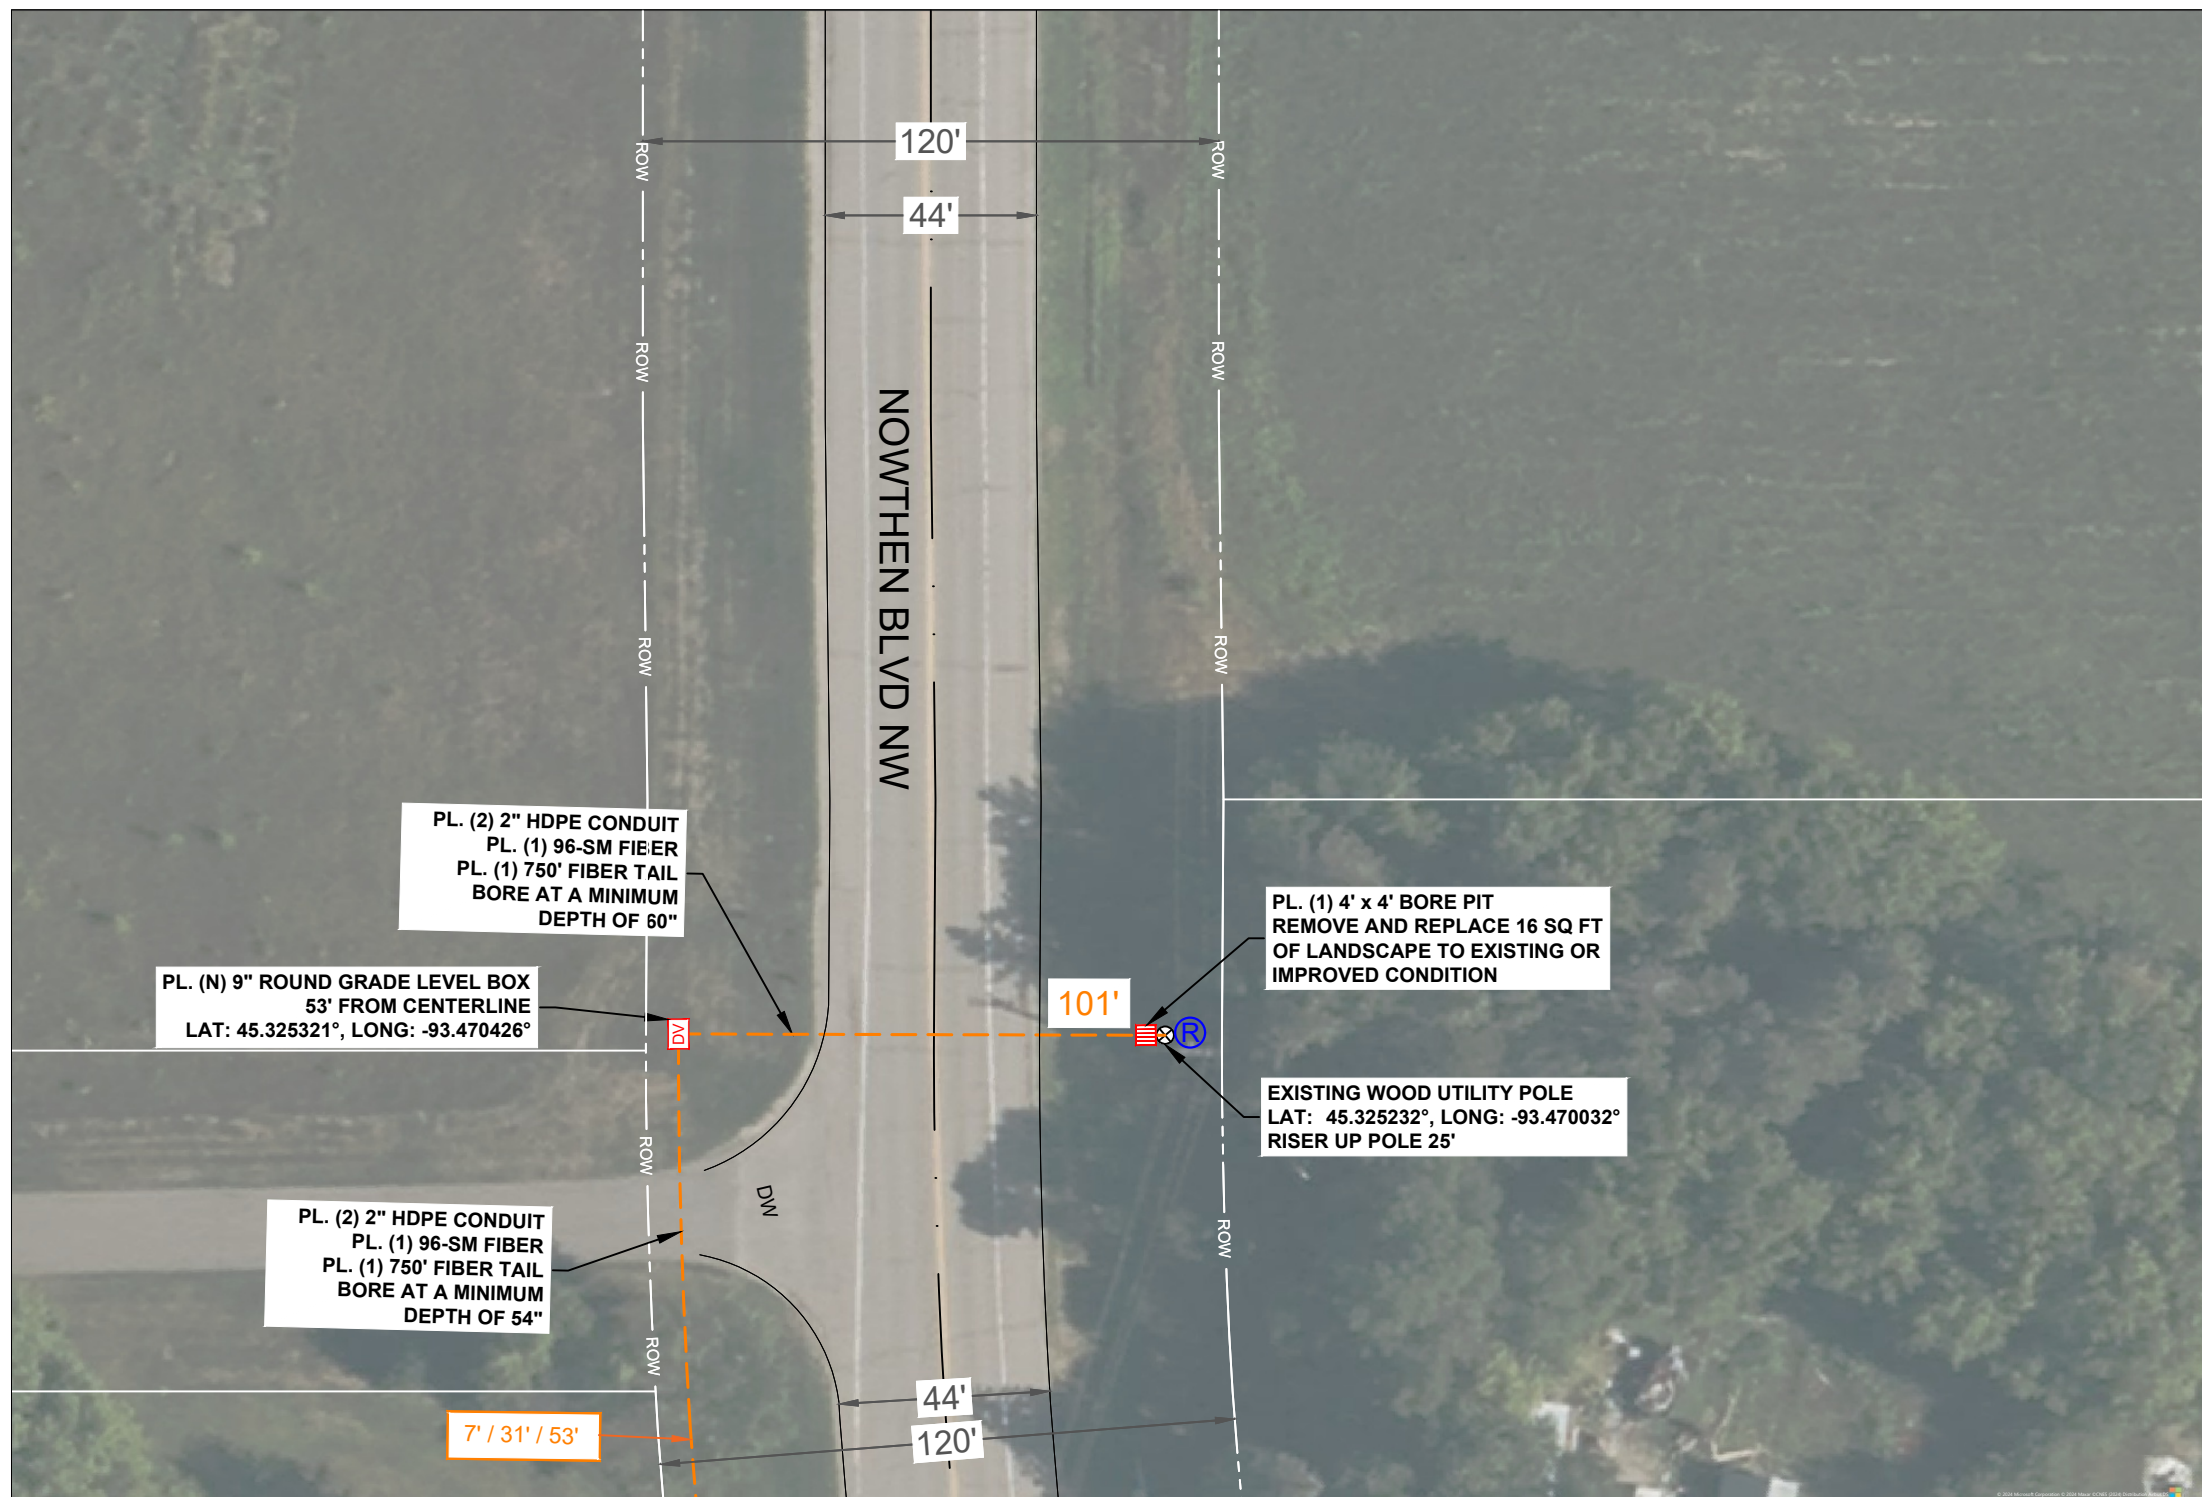 120'
44'
ROW
ROW
ROW
ROW
ROW
ROW
NOWTHEN BLVD NW
PL. (2) 2" HDPE CONDUIT
PL. (1) 96-SM FIBER
PL. (1) 750' FIBER TAIL
BORE AT A MINIMUM
DEPTH OF 60"
PL. (1) 4' x 4' BORE PIT
REMOVE AND REPLACE 16 SQ FT
OF LANDSCAPE TO EXISTING OR
IMPROVED CONDITION
PL. (N) 9" ROUND GRADE LEVEL BOX
53' FROM CENTERLINE
LAT: 45.325321°, LONG: -93.470426°
DV
101'
R
EXISTING WOOD UTILITY POLE
LAT: 45.325232°, LONG: -93.470032°
RISER UP POLE 25'
ROW
DW
ROW
PL. (2) 2" HDPE CONDUIT
PL. (1) 96-SM FIBER
PL. (1) 750' FIBER TAIL
BORE AT A MINIMUM
DEPTH OF 54"
ROW
44'
7' / 31' / 53'
120'